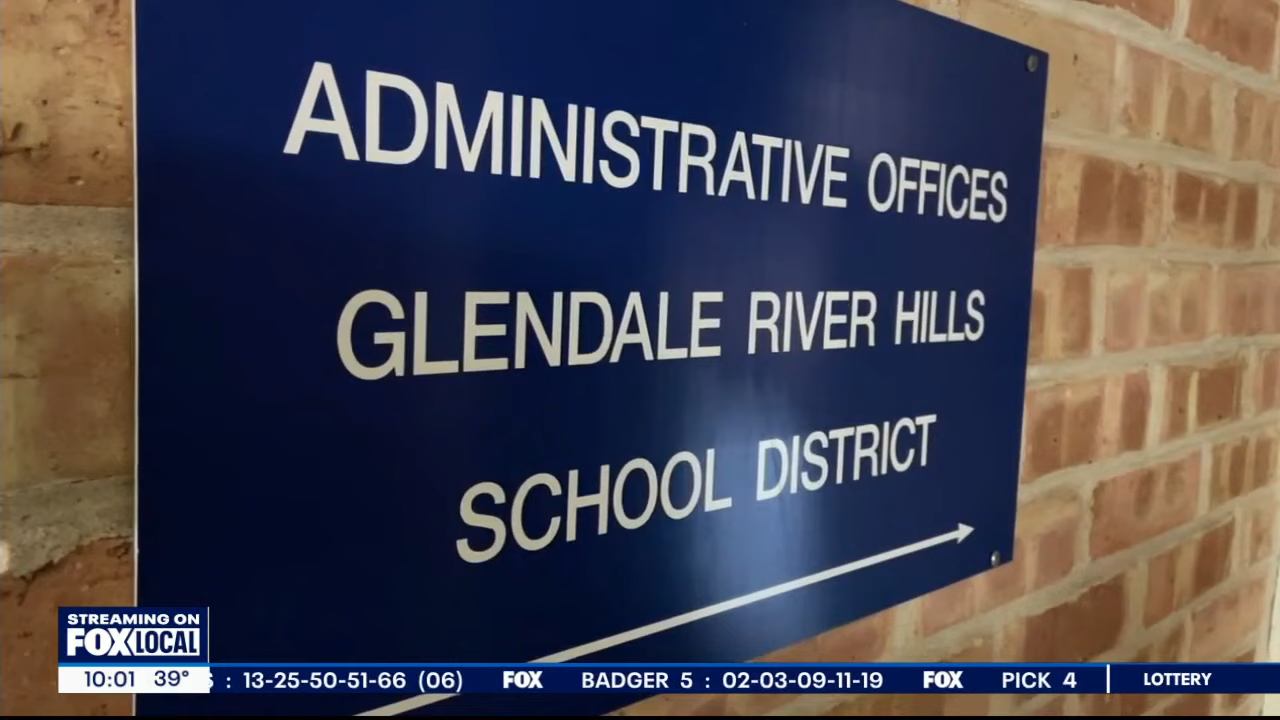 ADMINISTRATIVE OFFICES
GLENDALE RIVER HILLS
SCHOOL DISTRICT
STREAMING ON
FOX LOCAL
10:01 39° : 13-25-50-51-66 (06) FOX BADGER 5 : 02-03-09-11-19 FOX PICK 4 LOTTERY